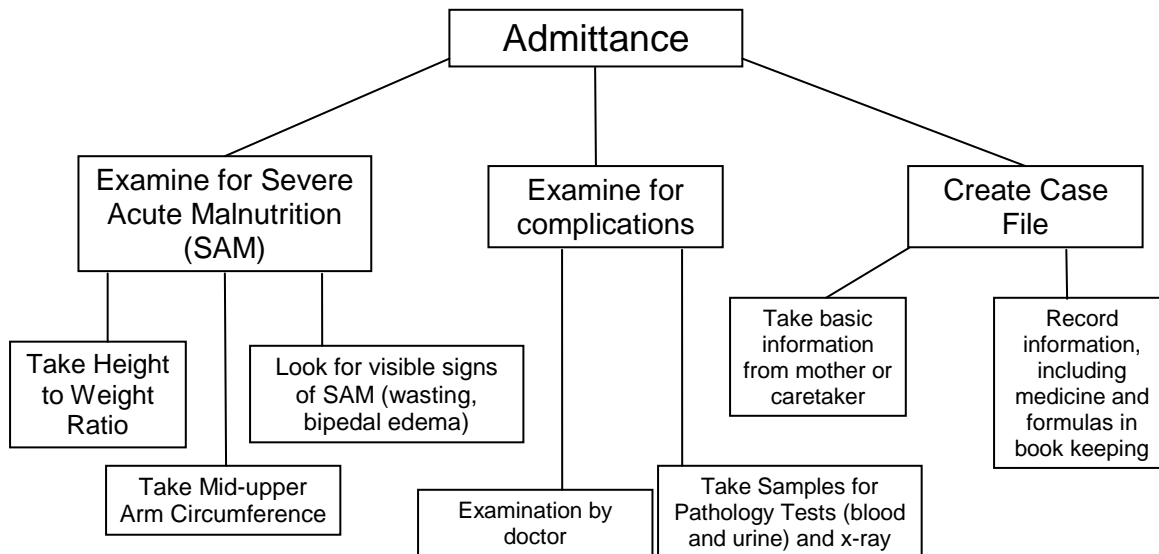 Admittance
Examine for Severe
Acute Malnutrition
(SAM)
Examine for
complications
Create Case
File
Take Height
to Weight
Ratio
Take Mid-upper
Arm Circumference
Look for visible signs
of SAM (wasting,
bipedal edema)
Examination by
doctor
Take Samples for
Pathology Tests (blood
and urine) and x-ray
Take basic
information
from mother or
caretaker
Record
information,
including
medicine and
formulas in
book keeping